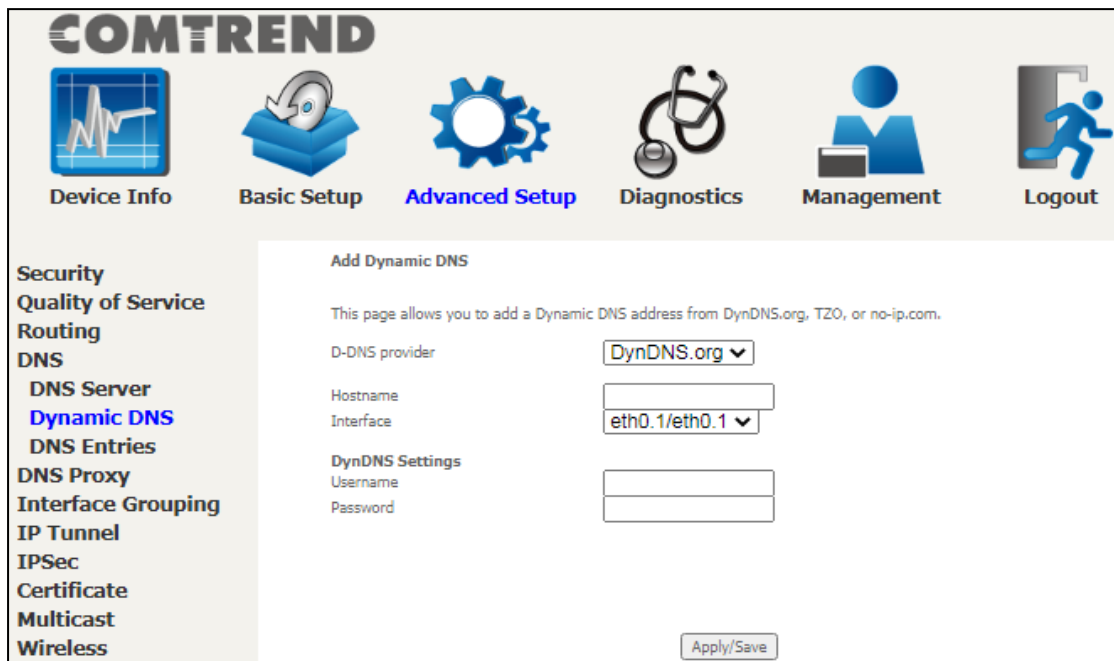 COMTREND
Device Info
Basic Setup
Advanced Setup
Diagnostics
Management
Logout
Security
Quality of Service
Routing
DNS
DNS Server
Dynamic DNS
DNS Entries
DNS Proxy
Interface Grouping
IP Tunnel
IPSec
Certificate
Multicast
Wireless
Add Dynamic DNS
This page allows you to add a Dynamic DNS address from DynDNS.org, TZO, or no-ip.com.
D-DNS provider DynDNS.org
Hostname
Interface eth0.1/eth0.1
DynDNS Settings
Username
Password
Apply/Save